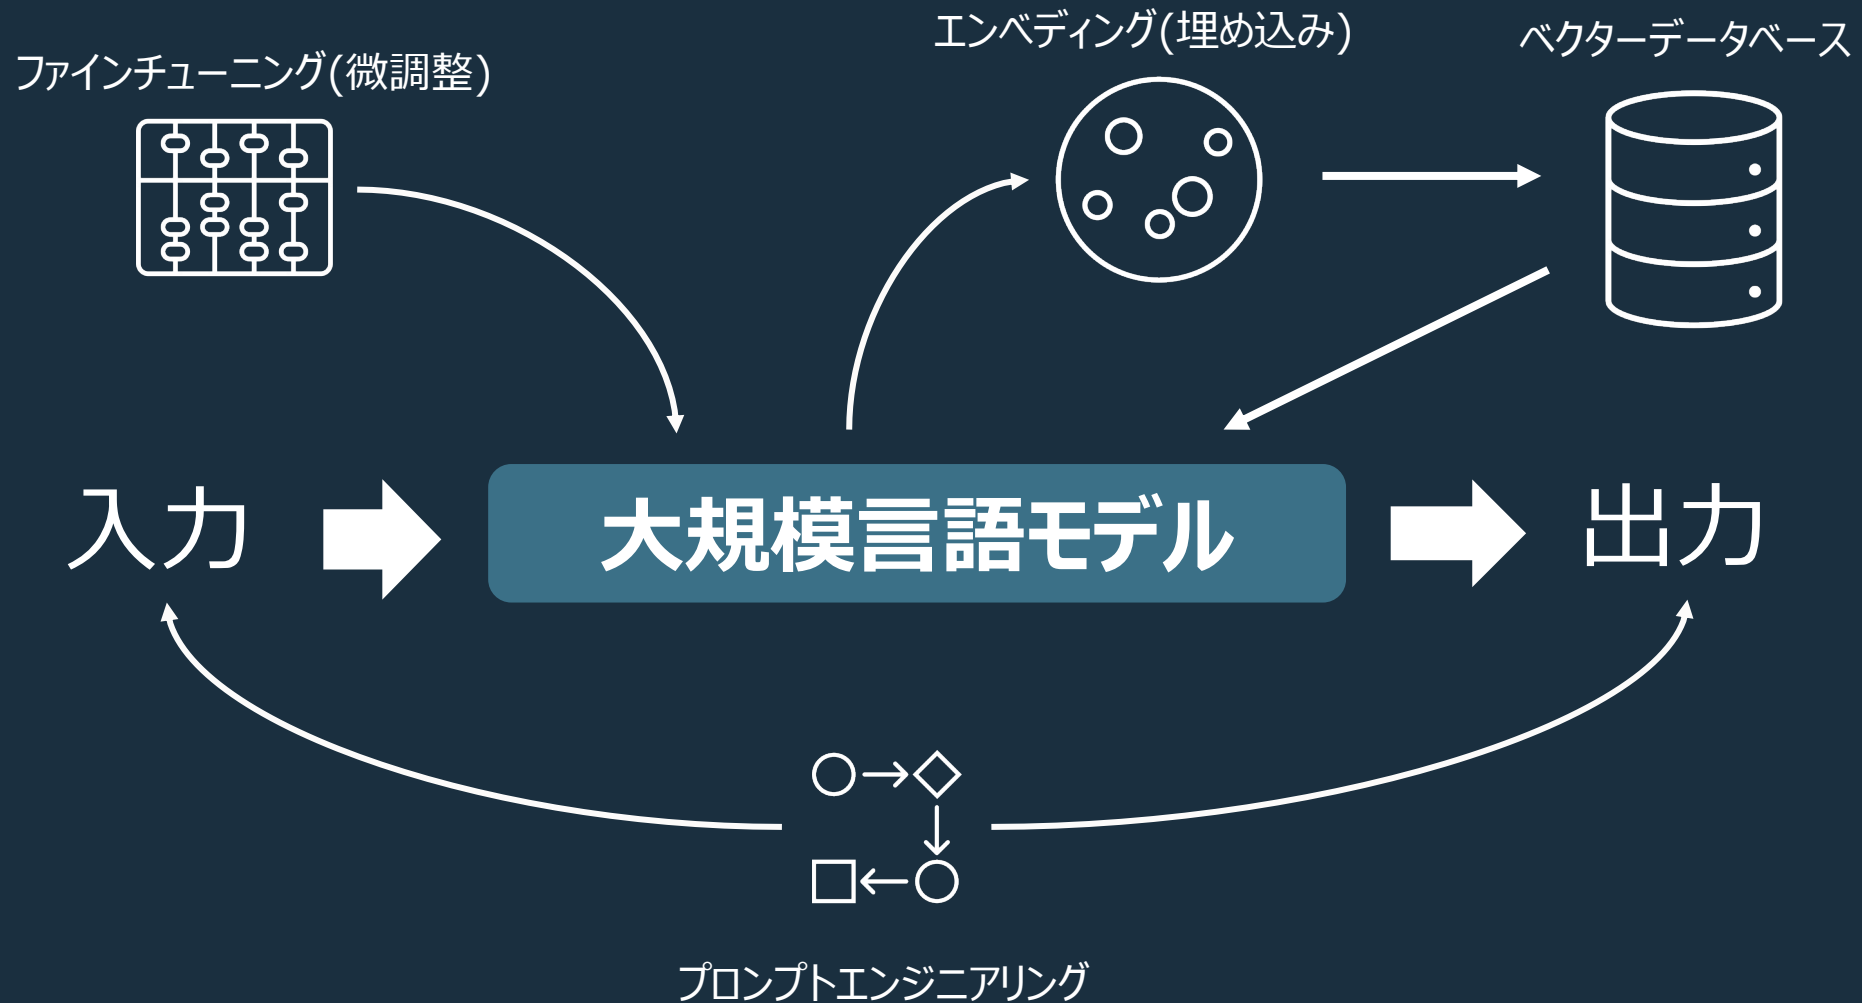 エンベディング(埋め込み)
ベクターデータベース
ファインチューニング(微調整)
入力
大規模言語モデル
出力
プロンプトエンジニアリング